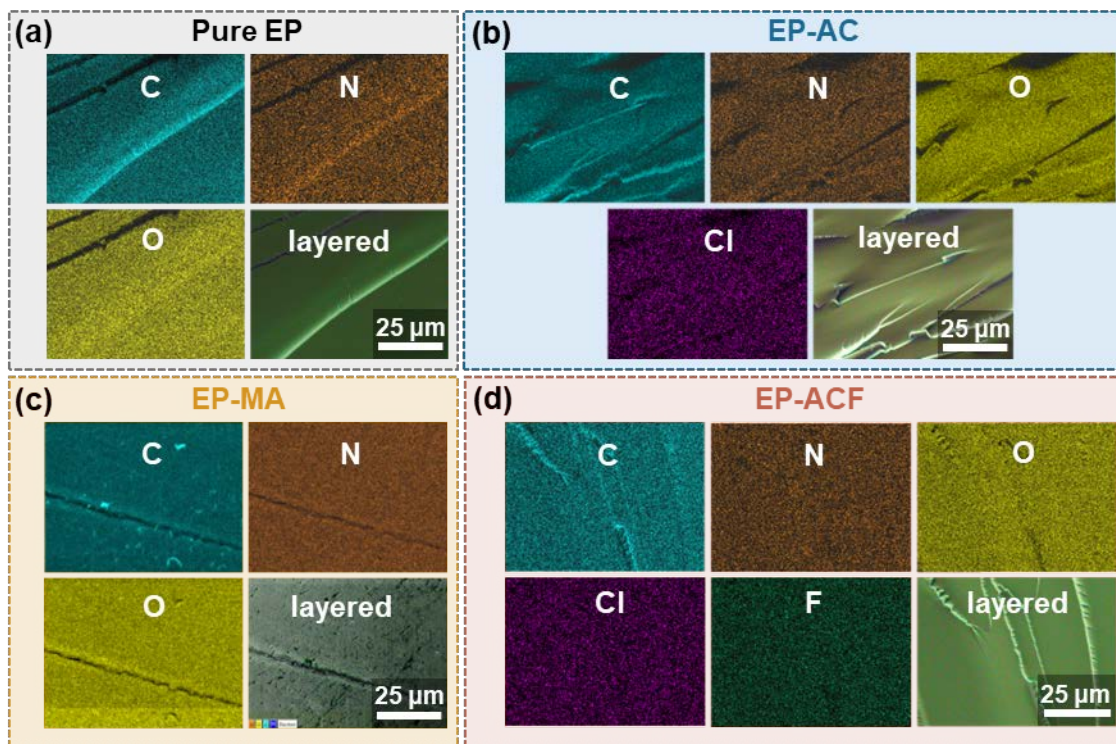 (a) Pure EP
C N
O layered
25 µm
(b) EP-AC
C N O
Cl layered
25 µm
(c) EP-MA
C N
O layered
25 µm
(d) EP-ACF
C N O
Cl F layered
25 µm